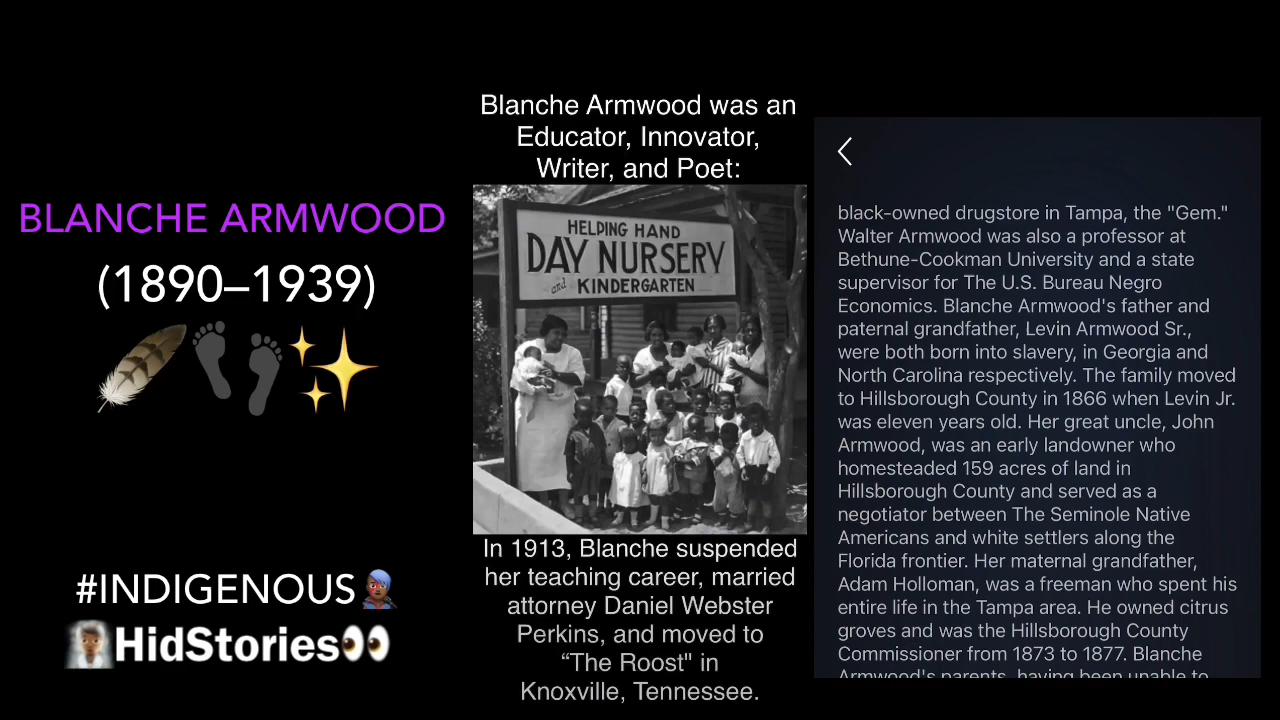 BLANCHE ARMWOOD
(1890–1939)
#INDIGENOUS
HidStories
Blanche Armwood was an
Educator, Innovator,
Writer, and Poet:
HELPING HAND
DAY NURSERY
and KINDERGARTEN
In 1913, Blanche suspended
her teaching career, married
attorney Daniel Webster
Perkins, and moved to
“The Roost" in
Knoxville, Tennessee.
black-owned drugstore in Tampa, the "Gem."
Walter Armwood was also a professor at
Bethune-Cookman University and a state
supervisor for The U.S. Bureau Negro
Economics. Blanche Armwood's father and
paternal grandfather, Levin Armwood Sr.,
were both born into slavery, in Georgia and
North Carolina respectively. The family moved
to Hillsborough County in 1866 when Levin Jr.
was eleven years old. Her great uncle, John
Armwood, was an early landowner who
homesteaded 159 acres of land in
Hillsborough County and served as a
negotiator between The Seminole Native
Americans and white settlers along the
Florida frontier. Her maternal grandfather,
Adam Holloman, was a freeman who spent his
entire life in the Tampa area. He owned citrus
groves and was the Hillsborough County
Commissioner from 1873 to 1877. Blanche
Armwood's parents, having been unable to